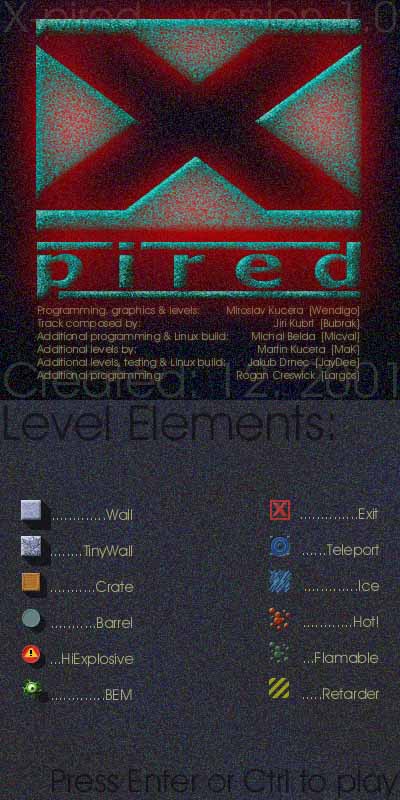 X-pired - version 1.0
pired
Programming, graphics & levels: Miroslav Kucera [Wendigo]
Track composed by: Jiri Kubrt [Bubrak]
Additional programming & Linux build: Michal Belda [Micval]
Additional levels by: Martin Kucera [MaK]
Additional levels, testing & Linux build: Jakub Drnec [JayDee]
Additional programming: Rogan Creswick [Largos]
Created: 12, 2001
Level Elements:
.............Wall
........TinyWall
...........Crate
...........Barrel
...HiExplosive
.............BEM
..............Exit
......Teleport
.............Ice
............Hot!
...Flamable
.....Retarder
Press Enter or Ctrl to play